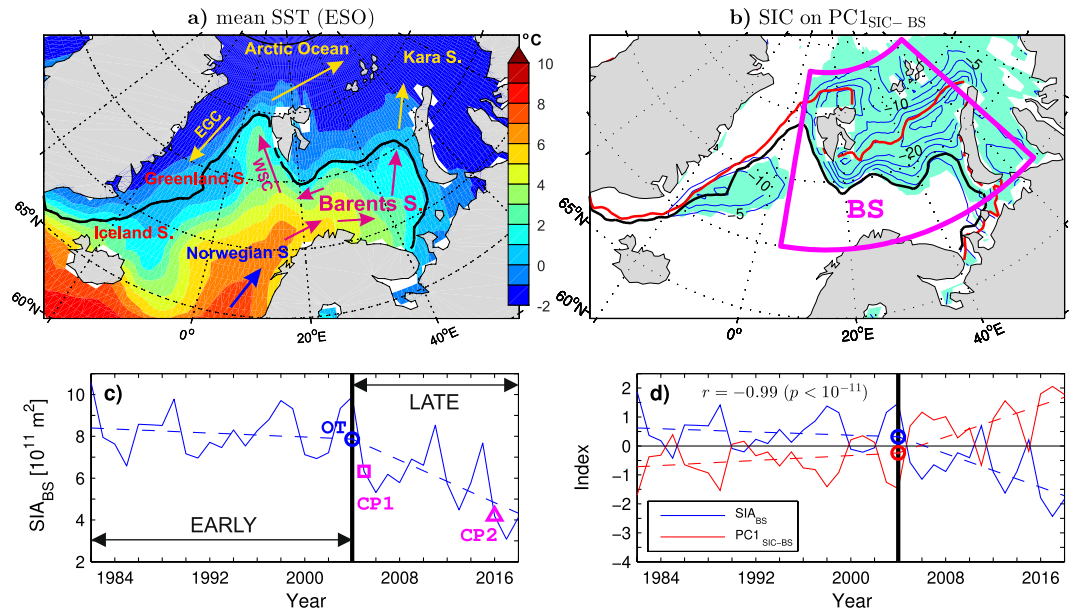 a) mean SST (ESO)
°C
Arctic Ocean
Kara S.
EGC
WSC
Greenland S.
Barents S.
Iceland S.
Norwegian S.
65°N
60°N
0°
20°E
40°E
10
8
6
4
2
0
-2
b) SIC on PC1SIC-BS
-5
-10
-20
-10
-5
BS
65°N
60°N
0°
20°E
40°E
c)
LATE
OT
CP1
CP2
EARLY
SIABS [10¹¹ m²]
10
8
6
4
2
1984
1992
2000
2008
2016
Year
d)
r = −0.99 (p < 10⁻¹¹)
Index
2
1
0
−1
−2
−3
−4
SIABS
PC1SIC−BS
1984
1992
2000
2008
2016
Year